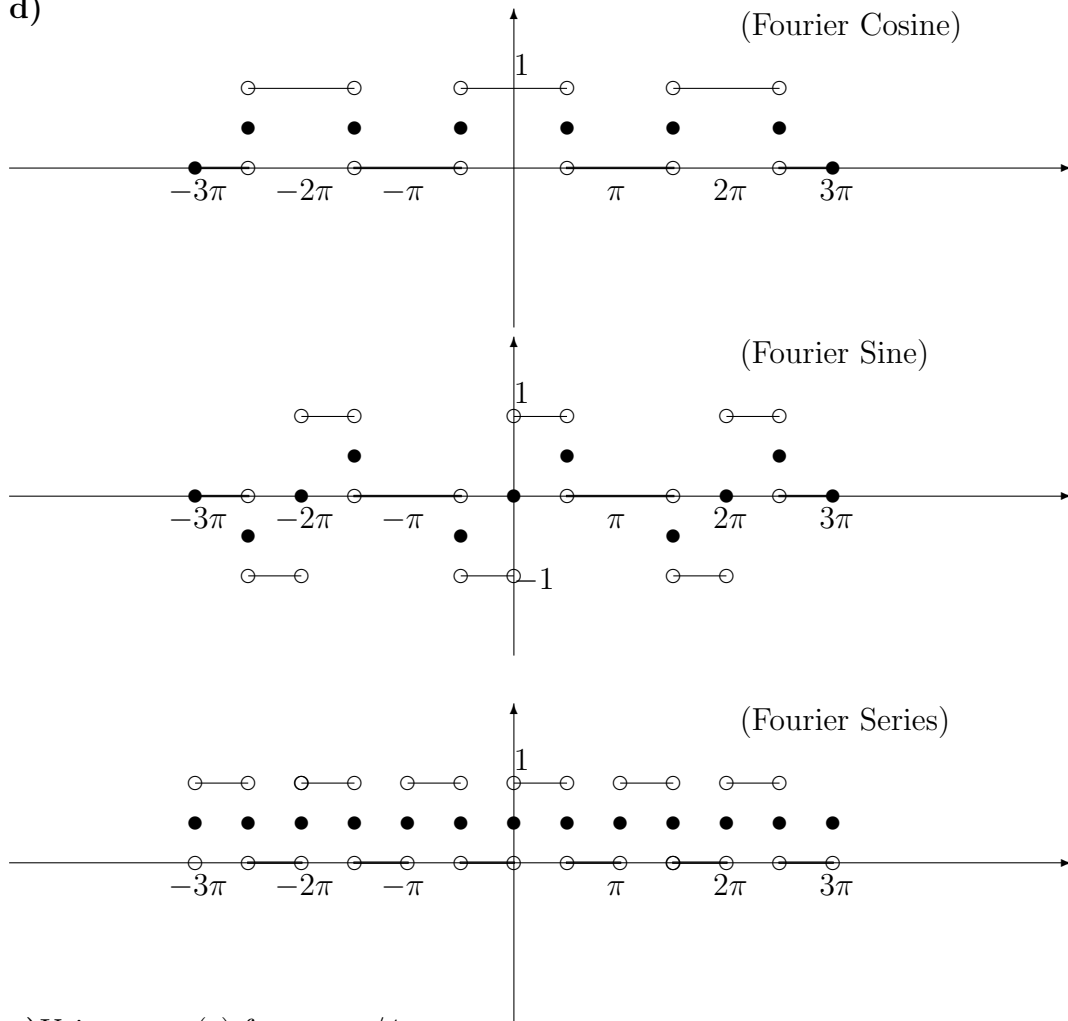 d)
(Fourier Cosine)
1
−3π −2π −π π 2π 3π
(Fourier Sine)
1
−3π −2π −π π 2π 3π
−1
(Fourier Series)
1
−3π −2π −π π 2π 3π